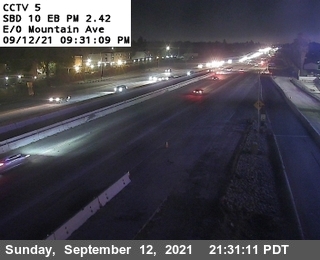 CCTV 5
SBD 10 EB PM 2.42
E/O Mountain Ave
09/12/21 09:31:09 PM
Sunday, September 12, 2021 21:31:11 PDT